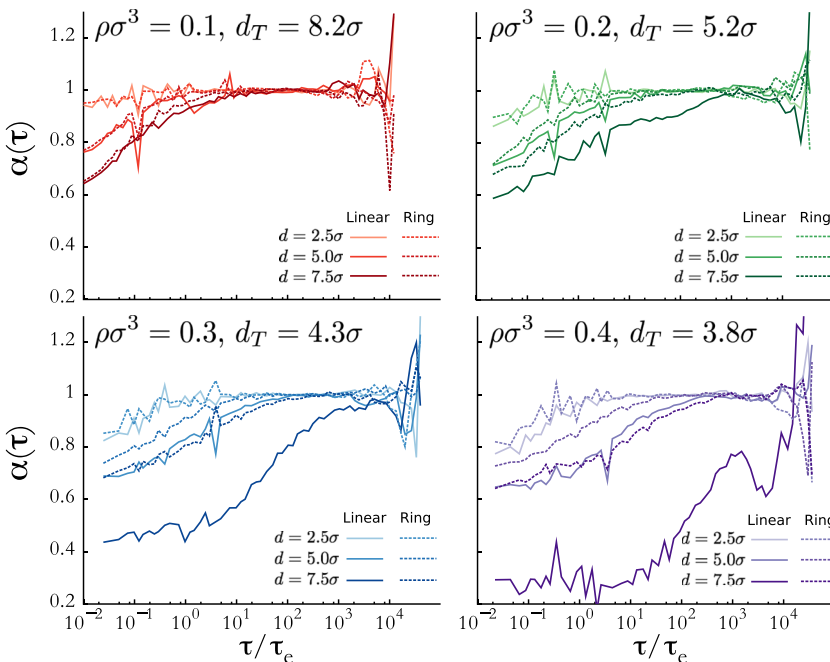 ρσ³ = 0.1, d_T = 8.2σ
α(τ)
1.2
1
0.8
0.6
0.4
0.2
Linear Ring
d = 2.5σ
d = 5.0σ
d = 7.5σ
ρσ³ = 0.2, d_T = 5.2σ
Linear Ring
d = 2.5σ
d = 5.0σ
d = 7.5σ
ρσ³ = 0.3, d_T = 4.3σ
α(τ)
1.2
1
0.8
0.6
0.4
0.2
Linear Ring
d = 2.5σ
d = 5.0σ
d = 7.5σ
10⁻² 10⁻¹ 10⁰ 10¹ 10² 10³ 10⁴
τ/τ_e
ρσ³ = 0.4, d_T = 3.8σ
Linear Ring
d = 2.5σ
d = 5.0σ
d = 7.5σ
10⁻² 10⁻¹ 10⁰ 10¹ 10² 10³ 10⁴
τ/τ_e